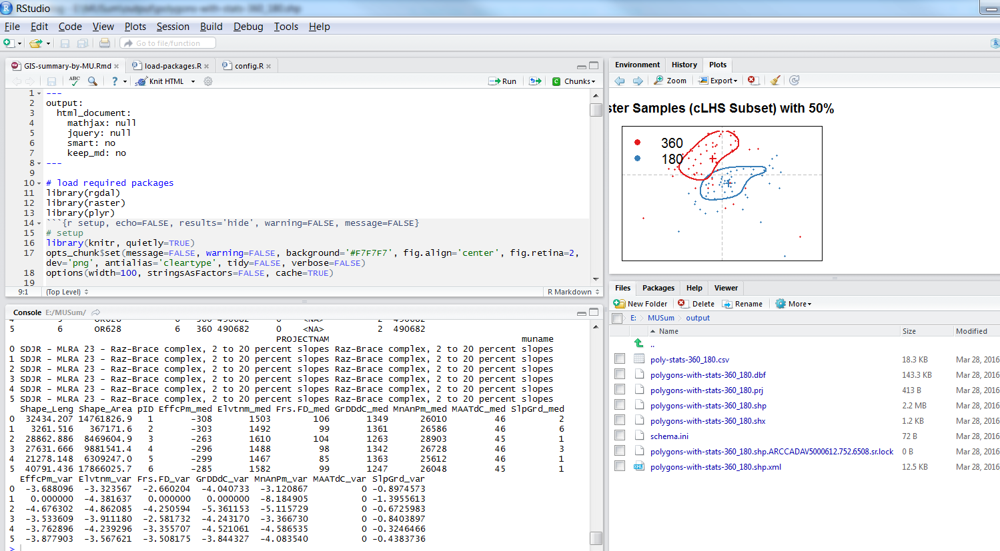 RStudio
File Edit Code View Plots Session Build Debug Tools Help
Go to file/function
GIS-summary-by-MU.Rmd load-packages.R config.R
ABC ? Knit HTML Run Chunks
1 ---
2 output:
3   html_document:
4     mathjax: null
5     jquery: null
6     smart: no
7     keep_md: no
8 ---
9
10 # load required packages
11 library(rgdal)
12 library(raster)
13 library(plyr)
14 ```{r setup, echo=FALSE, results='hide', warning=FALSE, message=FALSE}
15 # setup
16 library(knitr, quietly=TRUE)
17 opts_chunk$set(message=FALSE, warning=FALSE, background='#F7F7F7', fig.align='center', fig.retina=2,
dev='png', antialias='cleartype', tidy=FALSE, verbose=FALSE)
18 options(width=100, stringsAsFactors=FALSE, cache=TRUE)
19
9:1 (Top Level) R Markdown
Console E:/MUSum/
5 6 OR628 6 360 490682 0 <NA> 2 490682
PROJECTNAM muname
0 SDJR - MLRA 23 - Raz-Brace complex, 2 to 20 percent slopes Raz-Brace complex, 2 to 20 percent slopes
1 SDJR - MLRA 23 - Raz-Brace complex, 2 to 20 percent slopes Raz-Brace complex, 2 to 20 percent slopes
2 SDJR - MLRA 23 - Raz-Brace complex, 2 to 20 percent slopes Raz-Brace complex, 2 to 20 percent slopes
3 SDJR - MLRA 23 - Raz-Brace complex, 2 to 20 percent slopes Raz-Brace complex, 2 to 20 percent slopes
4 SDJR - MLRA 23 - Raz-Brace complex, 2 to 20 percent slopes Raz-Brace complex, 2 to 20 percent slopes
5 SDJR - MLRA 23 - Raz-Brace complex, 2 to 20 percent slopes Raz-Brace complex, 2 to 20 percent slopes
Shape_Leng Shape_Area pID EffcPm_med Elvtnm_med Frs.FD_med GrDDdC_med MnAnPm_med MAATdC_med SlpGrd_med
0 32434.207 14761826.9 1 -308 1503 106 1349 26010 46 2
1 3261.516 367171.6 2 -303 1492 99 1361 26586 46 6
2 28862.886 8469604.9 3 -263 1610 104 1263 28903 45 1
3 27631.666 9881541.4 4 -296 1488 98 1342 26728 46 3
4 21278.148 6309247.0 5 -299 1467 85 1363 25612 46 1
5 40791.436 17866025.7 6 -285 1582 99 1247 26048 45 1
EffcPm_var Elvtnm_var Frs.FD_var GrDDdC_var MnAnPm_var MAATdC_var SlpGrd_var
0 -3.688096 -3.323567 -2.660204 -4.040733 -3.120867 0 -0.8974573
1 0.000000 -4.381637 0.000000 0.000000 -8.184905 0 -1.3955613
2 -4.676302 -4.862085 -4.250594 -5.361153 -5.115729 0 -0.6725983
3 -3.533609 -3.911180 -2.581732 -4.243170 -3.366730 0 -0.8403897
4 -3.762896 -4.239296 -3.355707 -4.521061 -4.586535 0 -0.3246466
5 -3.877903 -3.567621 -3.508175 -3.844327 -4.083540 0 -0.4383736
>
Environment History Plots
Zoom Export
ster Samples (cLHS Subset) with 50%
360
180
Files Packages Help Viewer
New Folder Delete Rename More
E: MUSum output
Name Size Modified
..
poly-stats-360_180.csv 18.3 KB Mar 28, 2016
polygons-with-stats-360_180.dbf 143.3 KB Mar 28, 2016
polygons-with-stats-360_180.prj 413 B Mar 28, 2016
polygons-with-stats-360_180.shp 2.2 MB Mar 28, 2016
polygons-with-stats-360_180.shx 1.2 KB Mar 28, 2016
schema.ini 72 B Mar 28, 2016
polygons-with-stats-360_180.shp.ARCCADAV5000612.752.6508.sr.lock 0 B Mar 28, 2016
polygons-with-stats-360_180.shp.xml 12.5 KB Mar 28, 2016